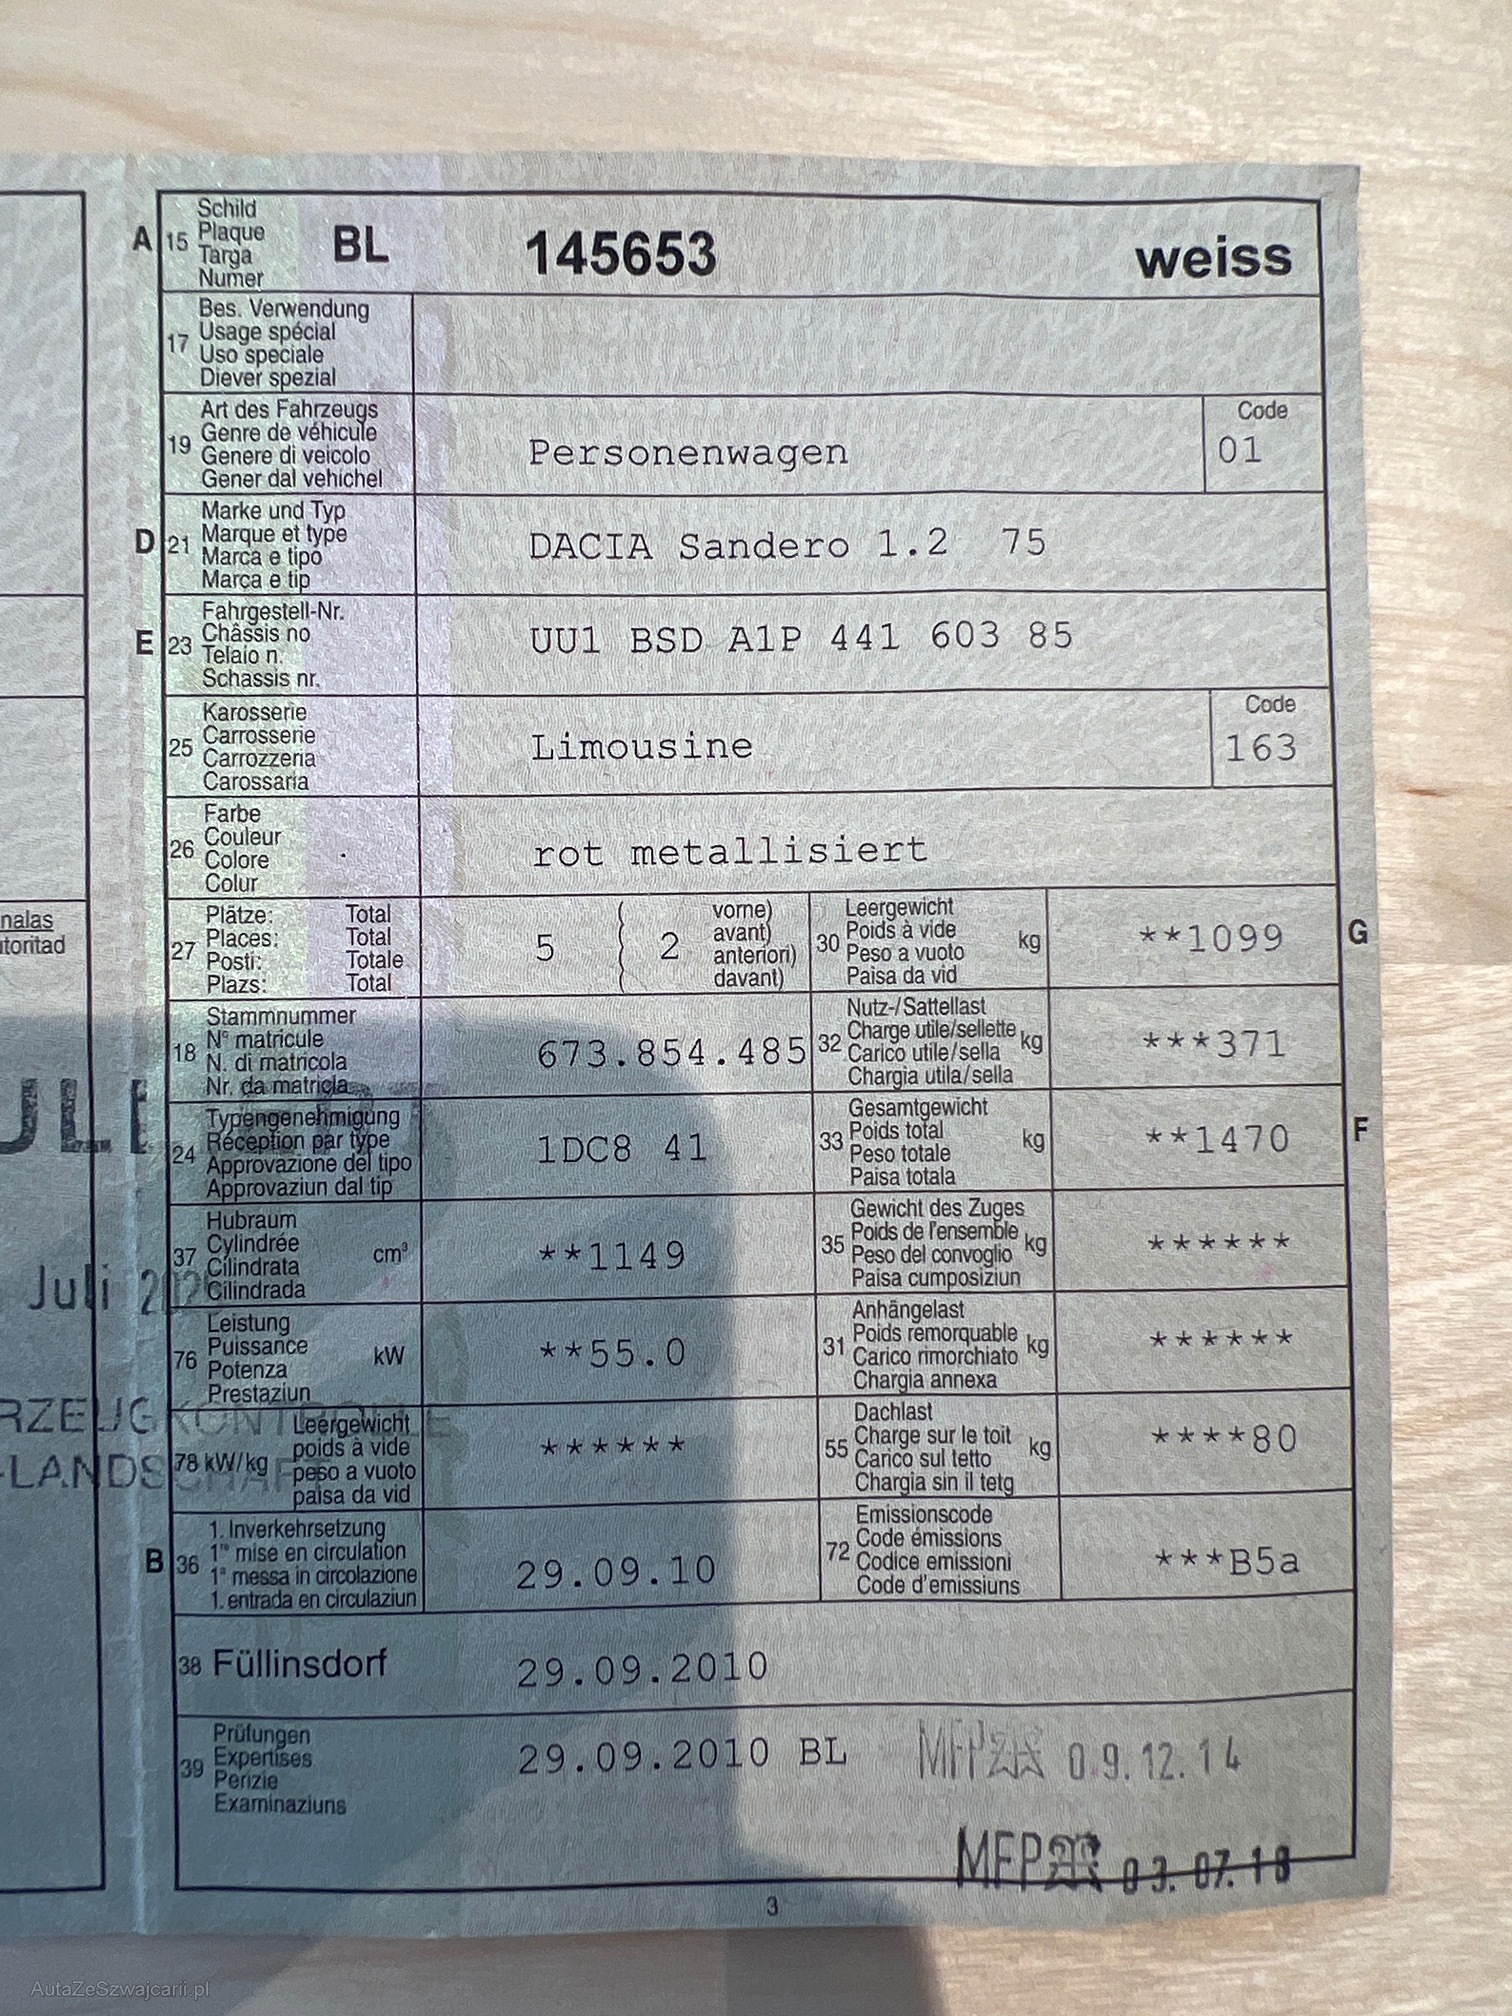 nalas
utoritad
Juli
A 15 Schild
Plaque
Targa
Numer
BL 145653 weiss
17 Bes. Verwendung
Usage spécial
Uso speciale
Diever spezial
19 Art des Fahrzeugs
Genre de véhicule
Genere di veicolo
Gener dal vehichel
Personenwagen
Code
01
D 21 Marke und Typ
Marque et type
Marca e tipo
Marca e tip
DACIA Sandero 1.2 75
E 23 Fahrgestell-Nr.
Châssis no
Telaio n.
Schassis nr.
UU1 BSD A1P 441 603 85
25 Karosserie
Carrosserie
Carrozzeria
Carossaria
Limousine
Code
163
26 Farbe
Couleur
Colore
Colur
rot metallisiert
27 Plätze: Total
Places: Total
Posti: Totale
Plazs: Total
5 2
vorne)
avant)
anteriori)
davant)
30 Leergewicht
Poids à vide
Peso a vuoto
Paisa da vid
kg **1099 G
18 Stammnummer
N° matricule
N. di matricola
Nr. da matricla
673.854.485
32 Nutz-/Sattellast
Charge utile/sellette
Carico utile/sella
Chargia utila/sella
kg ***371
24 Typengenehmigung
Réception par type
Approvazione del tipo
Approvaziun dal tip
1DC8 41
33 Gesamtgewicht
Poids total
Peso totale
Paisa totala
kg **1470 F
37 Hubraum
Cylindrée
Cilindrata
Cilindrada
cm³ **1149
35 Gewicht des Zuges
Poids de l'ensemble
Peso del convoglio
Paisa cumposiziun
kg ******
76 Leistung
Puissance
Potenza
Prestaziun
kW **55.0
31 Anhängelast
Poids remorquable
Carico rimorchiato
Chargia annexa
kg ******
78 kW/kg
Leergewicht
poids à vide
peso a vuoto
paisa da vid
******
55 Dachlast
Charge sur le toit
Carico sul tetto
Chargia sin il tetg
kg ****80
B 36 1. Inverkehrsetzung
1re mise en circulation
1a messa in circolazione
1. entrada en circulaziun
29.09.10
72 Emissionscode
Code émissions
Codice emissioni
Code d'emissiuns
***B5a
38 Füllinsdorf 29.09.2010
39 Prüfungen
Expertises
Perizie
Examinaziuns
29.09.2010 BL MFP 09.12.14
MFP 03.07.18
3
RZEUGKONTROLLE
-LANDSCHAFT
AutaZeSzwajcarii.pl